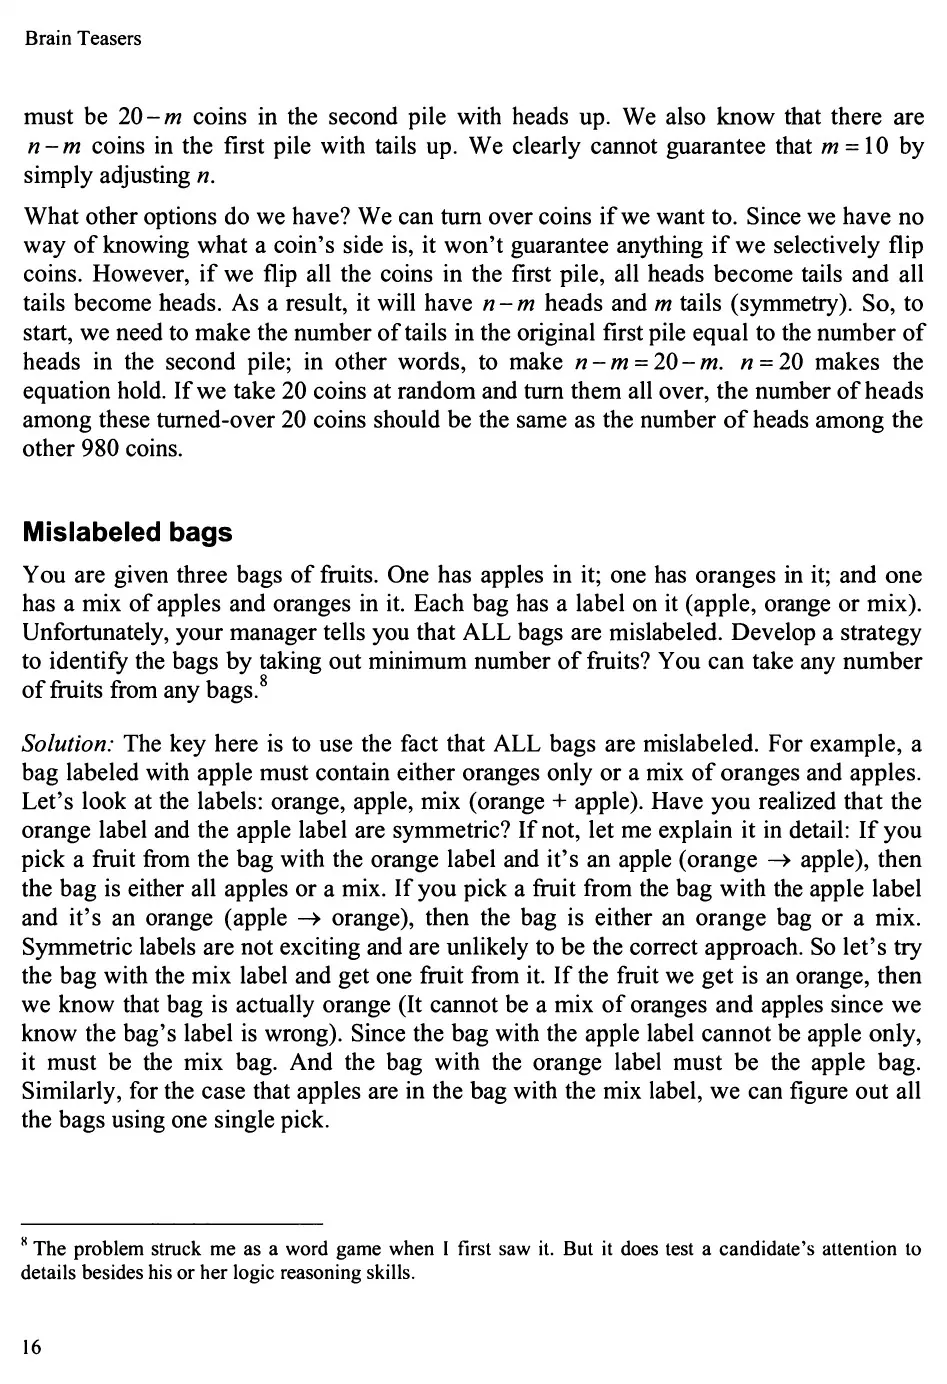 Brain Teasers
must be 20 – m coins in the second pile with heads up. We also know that there are
n – m coins in the first pile with tails up. We clearly cannot guarantee that m = 10 by
simply adjusting n.
What other options do we have? We can turn over coins if we want to. Since we have no
way of knowing what a coin's side is, it won't guarantee anything if we selectively flip
coins. However, if we flip all the coins in the first pile, all heads become tails and all
tails become heads. As a result, it will have n – m heads and m tails (symmetry). So, to
start, we need to make the number of tails in the original first pile equal to the number of
heads in the second pile; in other words, to make n – m = 20 – m. n = 20 makes the
equation hold. If we take 20 coins at random and turn them all over, the number of heads
among these turned-over 20 coins should be the same as the number of heads among the
other 980 coins.
Mislabeled bags
You are given three bags of fruits. One has apples in it; one has oranges in it; and one
has a mix of apples and oranges in it. Each bag has a label on it (apple, orange or mix).
Unfortunately, your manager tells you that ALL bags are mislabeled. Develop a strategy
to identify the bags by taking out minimum number of fruits? You can take any number
of fruits from any bags.⁸
Solution: The key here is to use the fact that ALL bags are mislabeled. For example, a
bag labeled with apple must contain either oranges only or a mix of oranges and apples.
Let's look at the labels: orange, apple, mix (orange + apple). Have you realized that the
orange label and the apple label are symmetric? If not, let me explain it in detail: If you
pick a fruit from the bag with the orange label and it's an apple (orange → apple), then
the bag is either all apples or a mix. If you pick a fruit from the bag with the apple label
and it's an orange (apple → orange), then the bag is either an orange bag or a mix.
Symmetric labels are not exciting and are unlikely to be the correct approach. So let's try
the bag with the mix label and get one fruit from it. If the fruit we get is an orange, then
we know that bag is actually orange (It cannot be a mix of oranges and apples since we
know the bag's label is wrong). Since the bag with the apple label cannot be apple only,
it must be the mix bag. And the bag with the orange label must be the apple bag.
Similarly, for the case that apples are in the bag with the mix label, we can figure out all
the bags using one single pick.
⁸ The problem struck me as a word game when I first saw it. But it does test a candidate's attention to
details besides his or her logic reasoning skills.
16